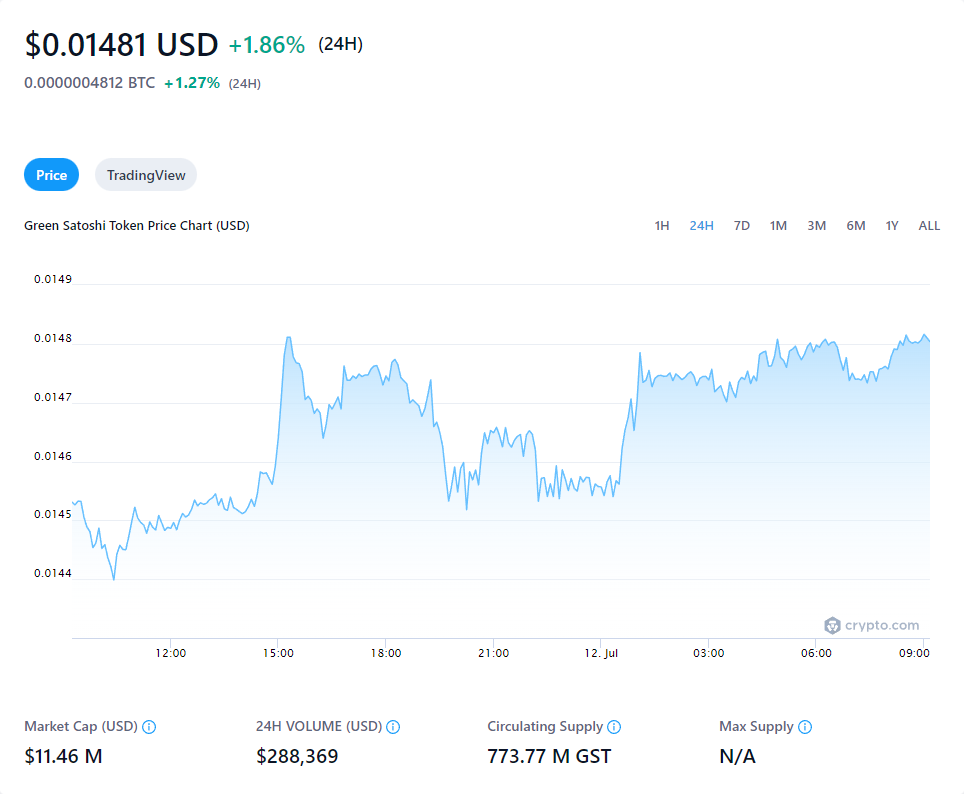 $0.01481 USD +1.86% (24H)
0.0000004812 BTC +1.27% (24H)
Price TradingView
Green Satoshi Token Price Chart (USD) 1H 24H 7D 1M 3M 6M 1Y ALL
0.0149
0.0148
0.0147
0.0146
0.0145
0.0144
crypto.com
12:00 15:00 18:00 21:00 12. Jul 03:00 06:00 09:00
Market Cap (USD) 24H VOLUME (USD) Circulating Supply Max Supply
$11.46 M $288,369 773.77 M GST N/A